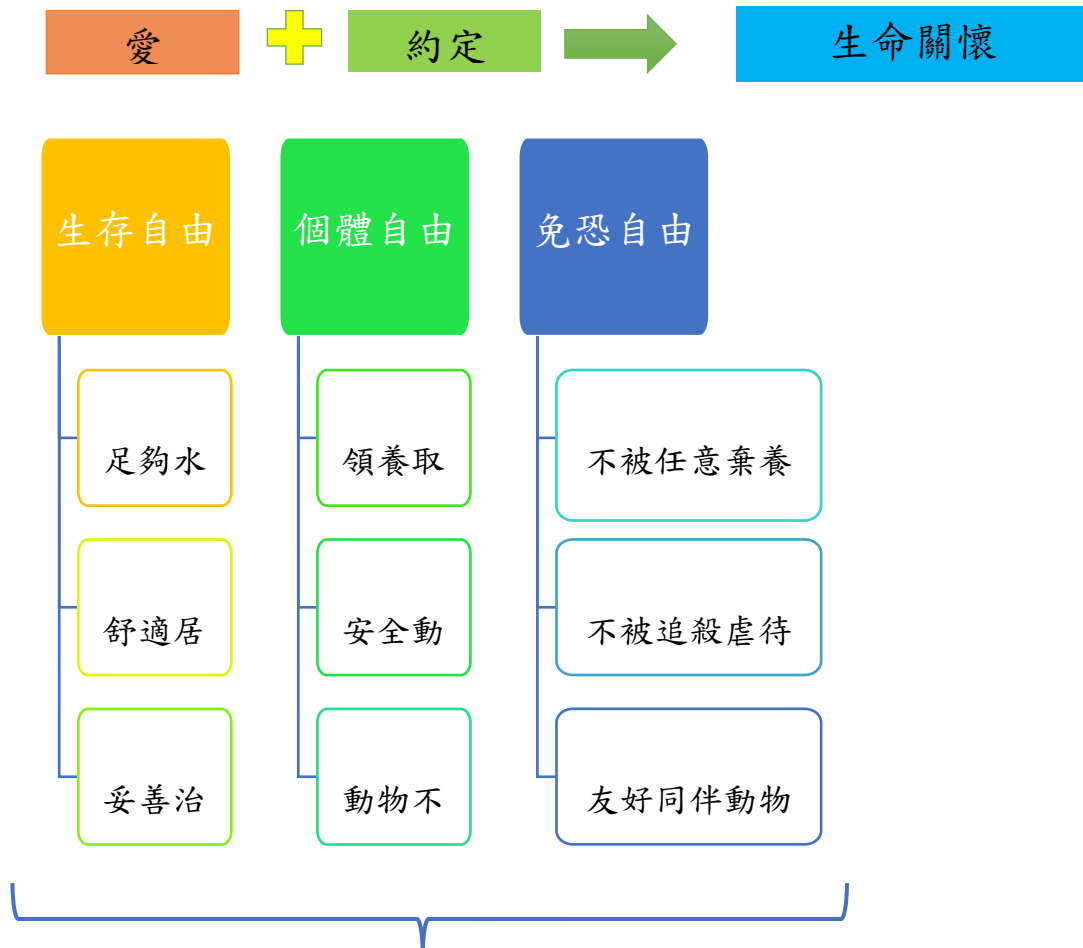 愛
約定
生命關懷
生存自由
足夠水
舒適居
妥善治
個體自由
領養取
安全動
動物不
免恐自由
不被任意棄養
不被追殺虐待
友好同伴動物